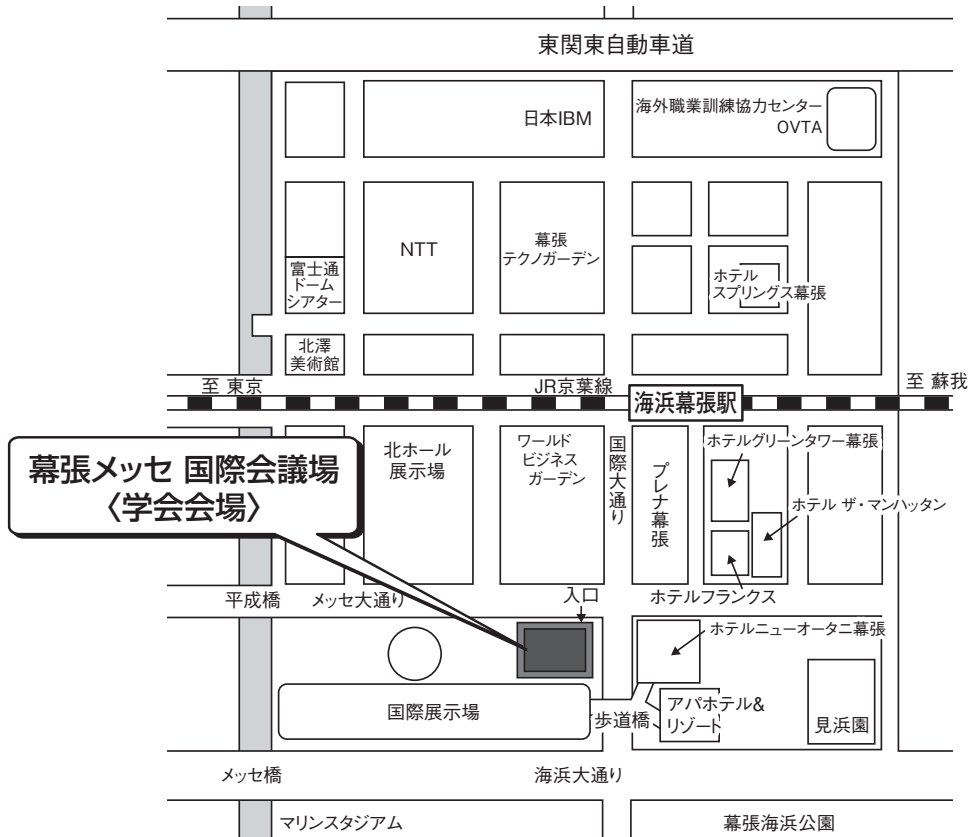 東関東自動車道
日本IBM
海外職業訓練協力センター
OVTA
NTT
幕張
テクノガーデン
富士通
ドーム
シアター
ホテル
スプリングス幕張
北澤
美術館
至 東京
JR京葉線
海浜幕張駅
至 蘇我
幕張メッセ 国際会議場
〈学会会場〉
北ホール
展示場
ワールド
ビジネス
ガーデン
国際大通り
プレナ幕張
ホテルグリーンタワー幕張
ホテル ザ・マンハッタン
平成橋
メッセ大通り
入口
ホテルフランクス
ホテルニューオータニ幕張
国際展示場
歩道橋
アパホテル&
リゾート
見浜園
メッセ橋
海浜大通り
マリンスタジアム
幕張海浜公園